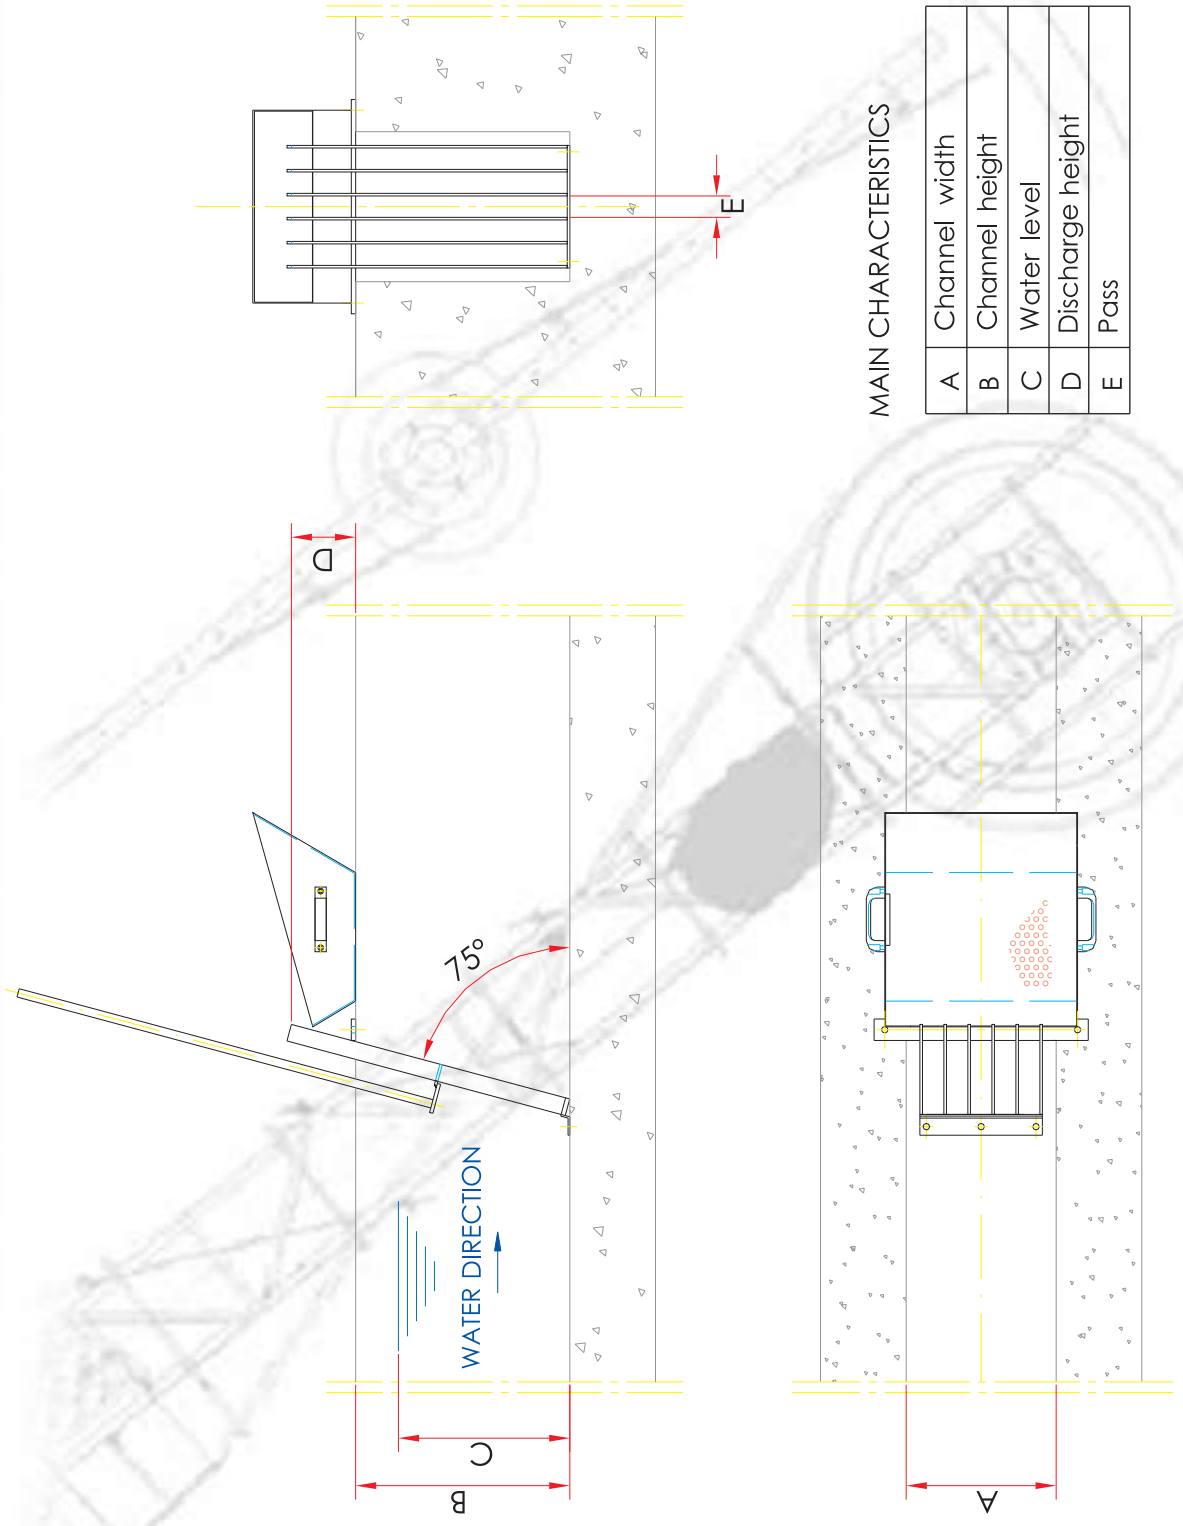 MAIN CHARACTERISTICS
A Channel width
B Channel height
C Water level
D Discharge height
E Pass
E
D
75°
WATER DIRECTION
C
B
A